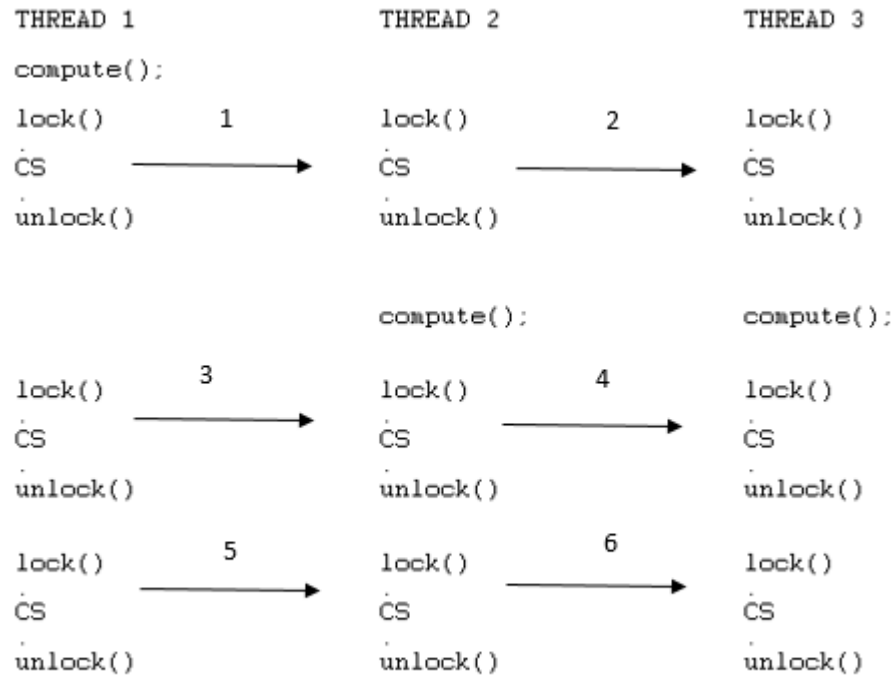 THREAD 1 THREAD 2 THREAD 3
compute();
lock() 1 lock() 2 lock()
.
CS CS CS
.
unlock() unlock() unlock()
compute(); compute();
lock() 3 lock() 4 lock()
.
CS CS CS
.
unlock() unlock() unlock()
lock() 5 lock() 6 lock()
.
CS CS CS
.
unlock() unlock() unlock()